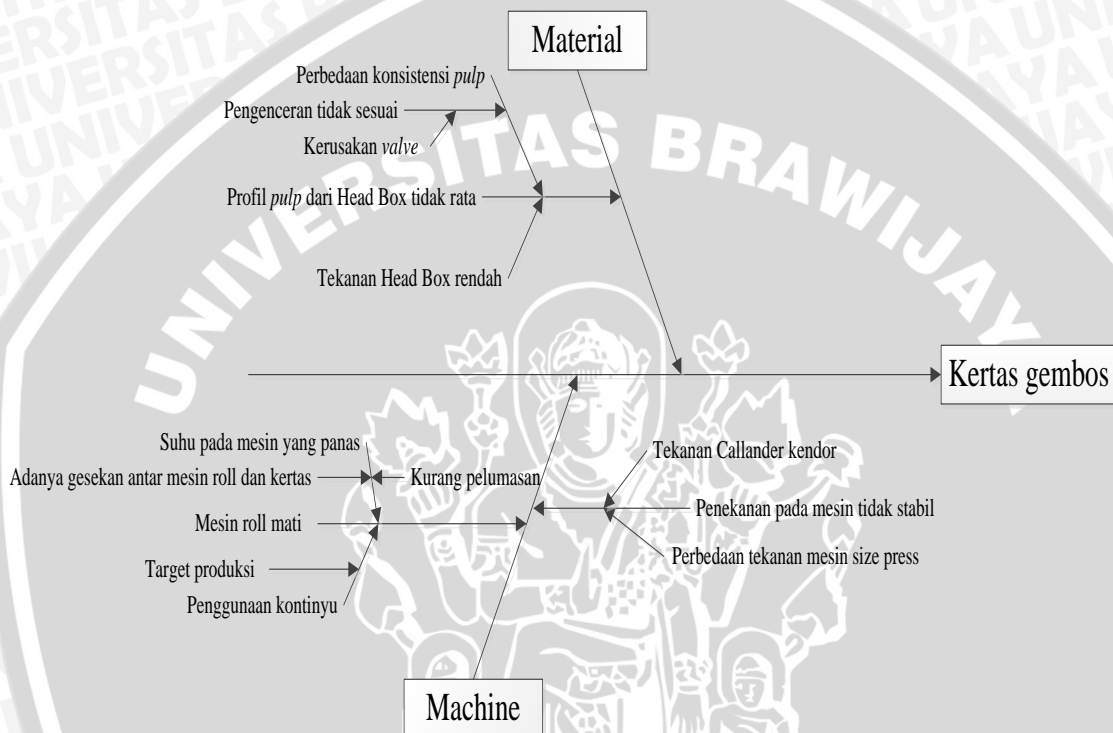 Material
Perbedaan konsistensi pulp
Pengenceran tidak sesuai
Kerusakan valve
UNIVERSITAS BRAWIJAYA
Profil pulp dari Head Box tidak rata
Tekanan Head Box rendah
Kertas gembos
Suhu pada mesin yang panas
Tekanan Callander kendor
Adanya gesekan antar mesin roll dan kertas
Kurang pelumasan
Penekanan pada mesin tidak stabil
Mesin roll mati
Perbedaan tekanan mesin size press
Target produksi
Penggunaan kontinyu
Machine